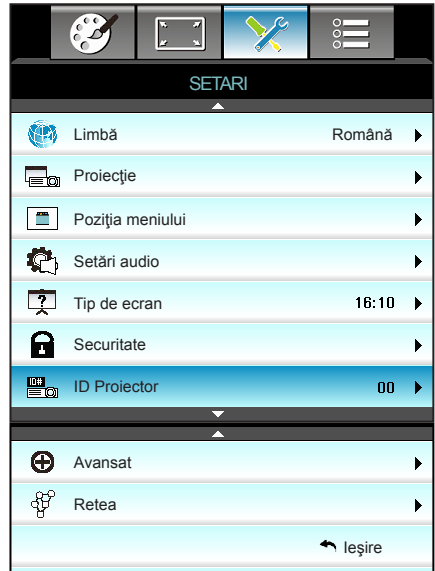 SETARI
Limbă Română
Proiecţie
Poziţia meniului
Setări audio
? Tip de ecran 16:10
Securitate
ID# ID Proiector 00
Avansat
Retea
Ieşire